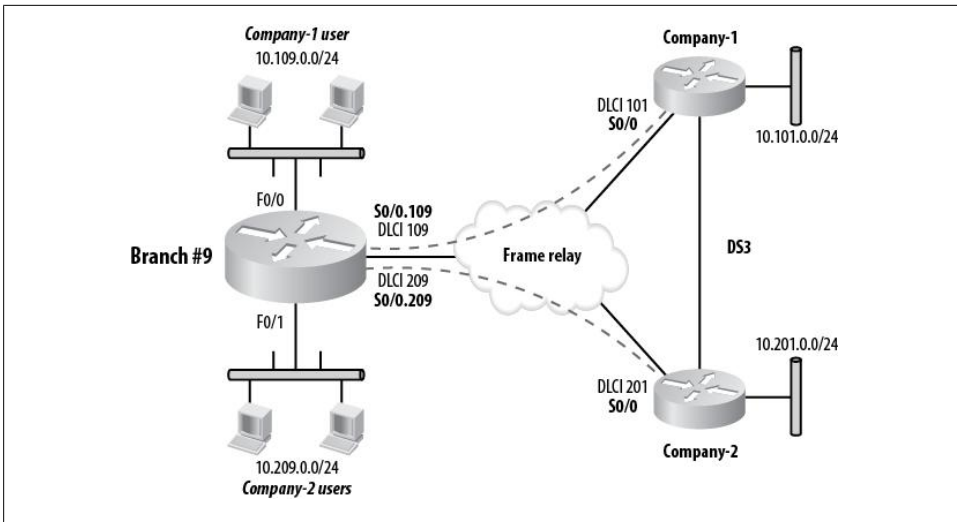 Company-1 user
10.109.0.0/24
F0/0
Branch #9
F0/1
10.209.0.0/24
Company-2 users
S0/0.109
DLCI 109
DLCI 209
S0/0.209
Frame relay
Company-1
DLCI 101
S0/0
10.101.0.0/24
DS3
10.201.0.0/24
DLCI 201
S0/0
Company-2